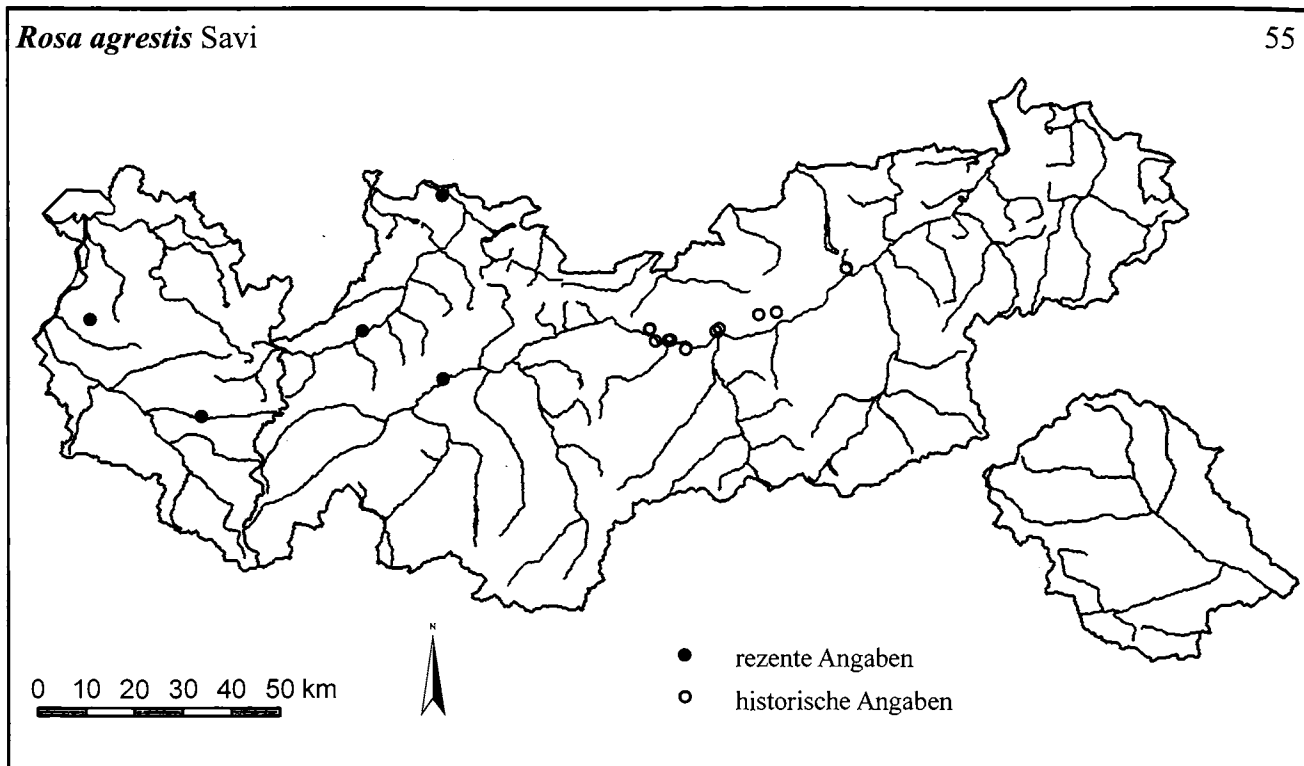 Rosa agrestis Savi 55
N
0 10 20 30 40 50 km
rezente Angaben
historische Angaben